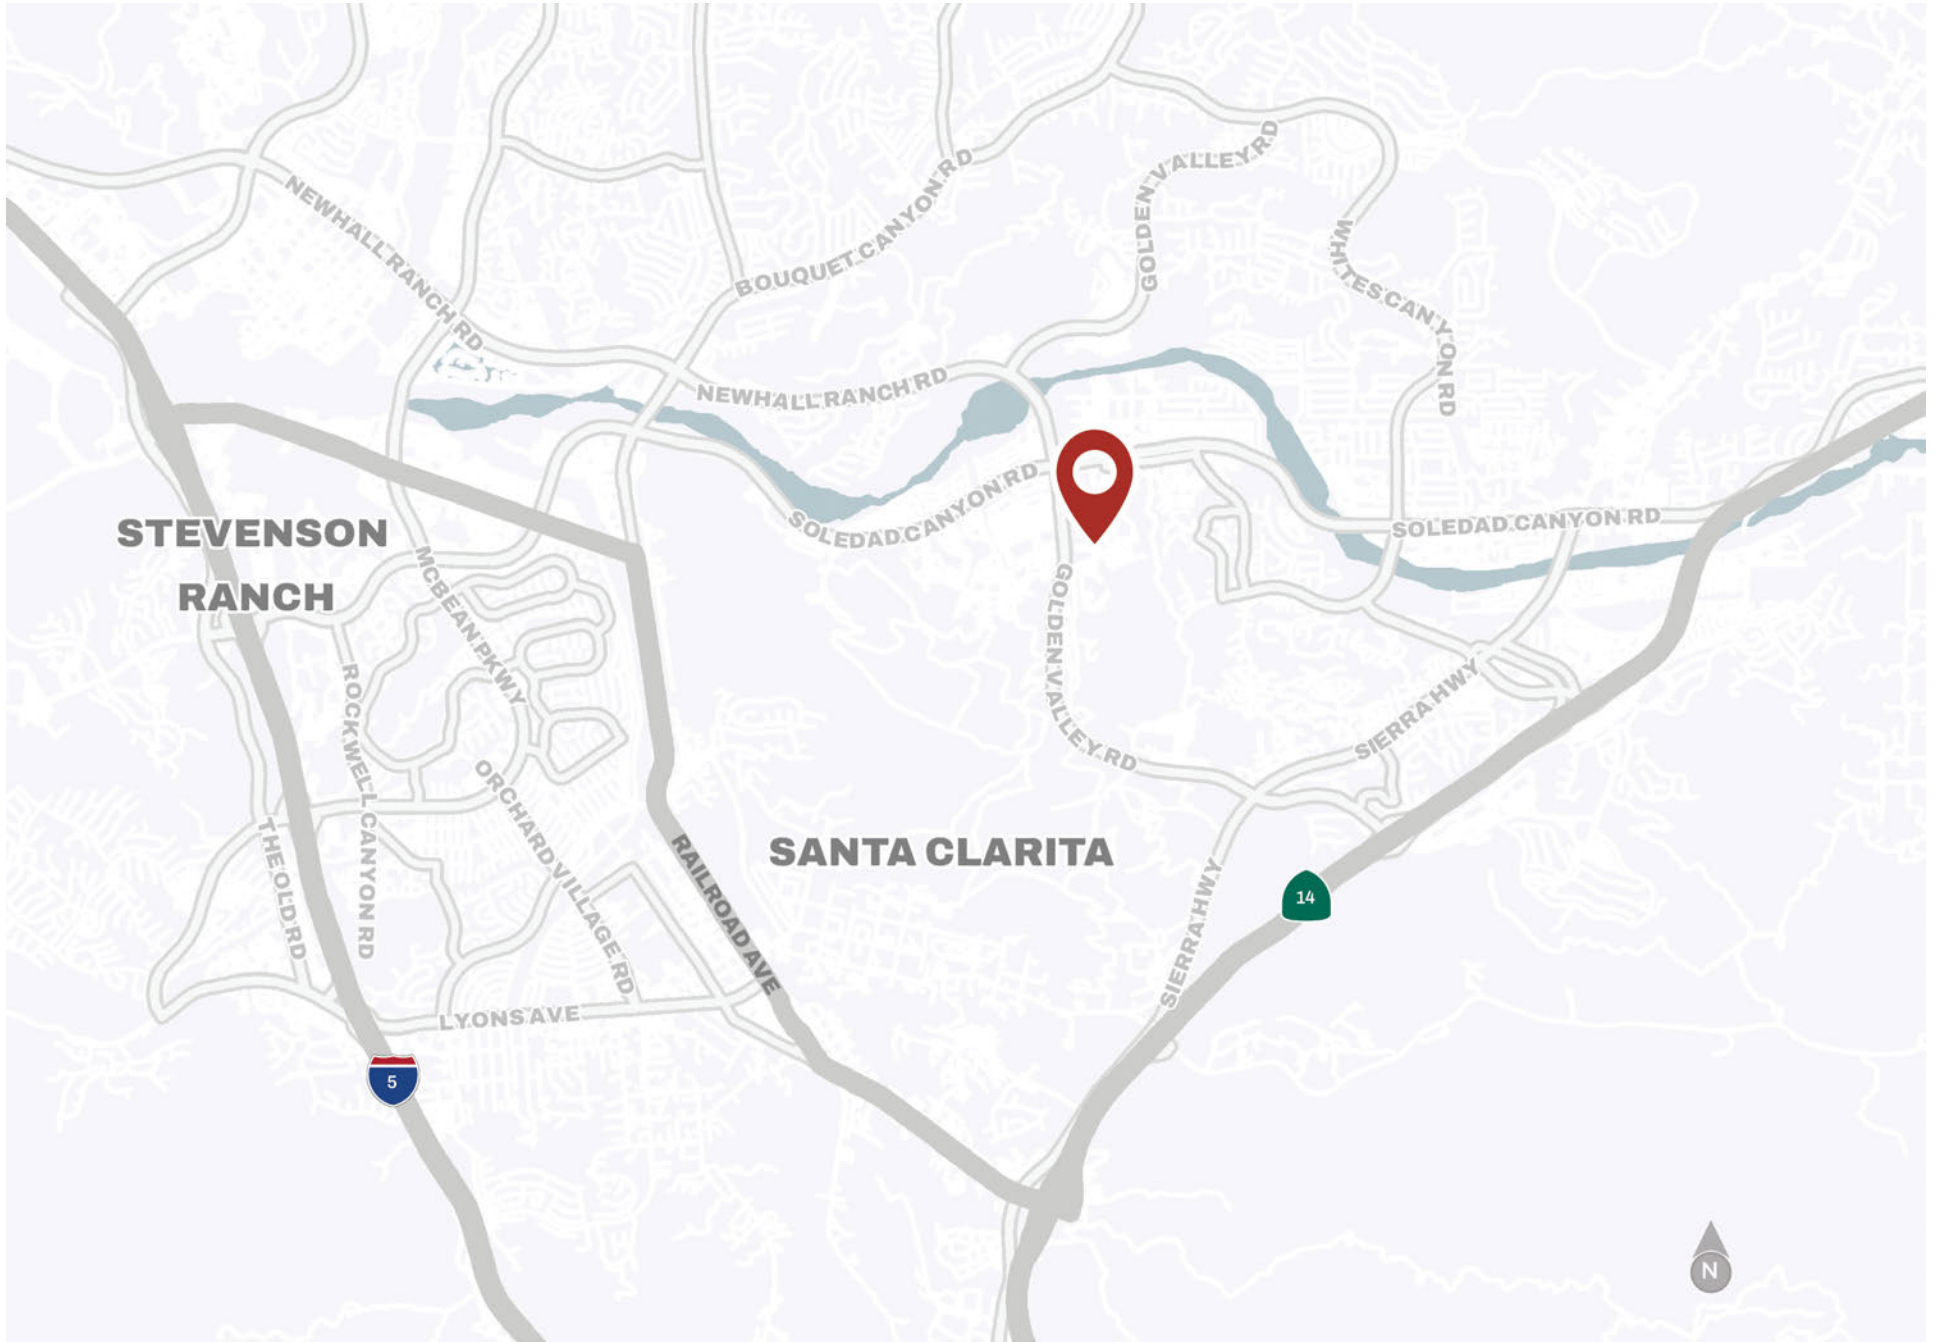 GOLDEN VALLEY RD
NEWHALL RANCH RD
BOUQUET CANYON RD
WHITES CANYON RD
NEWHALL RANCH RD
SOLEDAD CANYON RD
SOLEDAD CANYON RD
STEVENSON
RANCH
MCBEAN PKWY
GOLDEN VALLEY RD
ROCKWELL CANYON RD
SIERRA HWY
ORCHARD VILLAGE RD
THE OLD RD
RAILROAD AVE
SANTA CLARITA
SIERRA HWY
14
LYONS AVE
5
N